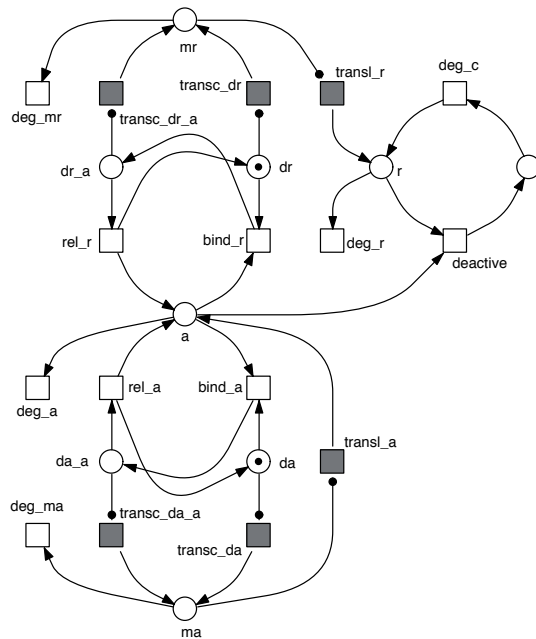 mr
transc_dr
transl_r
deg_c
deg_mr
transc_dr_a
dr_a
dr
r
rel_r
bind_r
deg_r
deactive
a
deg_a
rel_a
bind_a
transl_a
da_a
da
deg_ma
transc_da_a
transc_da
ma